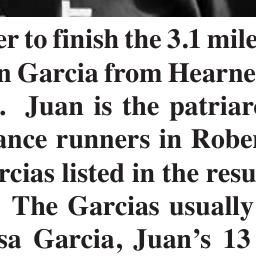 er to finish the 3.1 mile
n Garcia from Hearne
. Juan is the patriar
ance runners in Rober
rcias listed in the resu
The Garcias usually
sa Garcia, Juan's 13